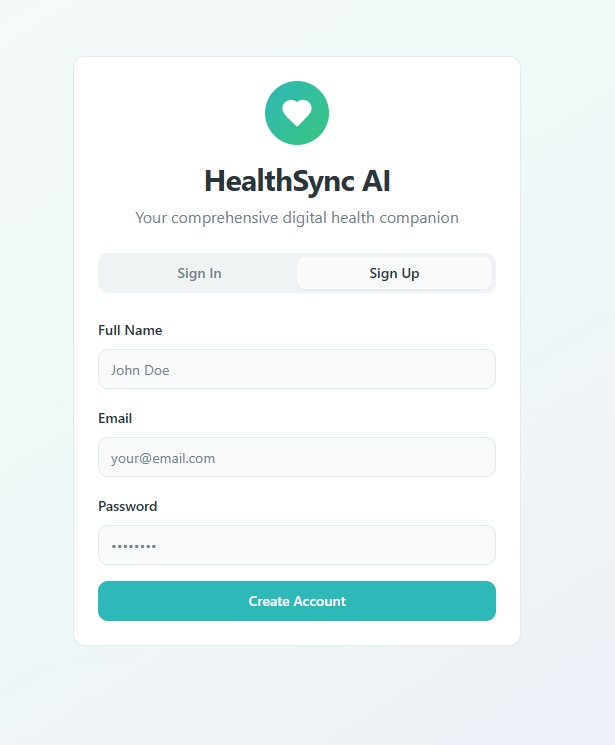 HealthSync AI
Your comprehensive digital health companion
Sign In
Sign Up
Full Name
John Doe
Email
your@email.com
Password
••••••••
Create Account